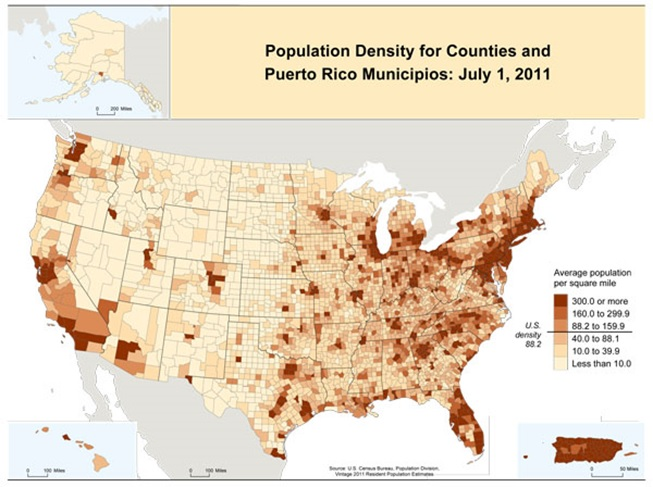 Population Density for Counties and
Puerto Rico Municipios: July 1, 2011
0 200 Miles
Average population
per square mile
300.0 or more
160.0 to 299.9
88.2 to 159.9
U.S.
density
88.2
40.0 to 88.1
10.0 to 39.9
Less than 10.0
0 100 Miles
0 100 Miles
Source: U.S. Census Bureau, Population Division,
Vintage 2011 Resident Population Estimates
0 50 Miles